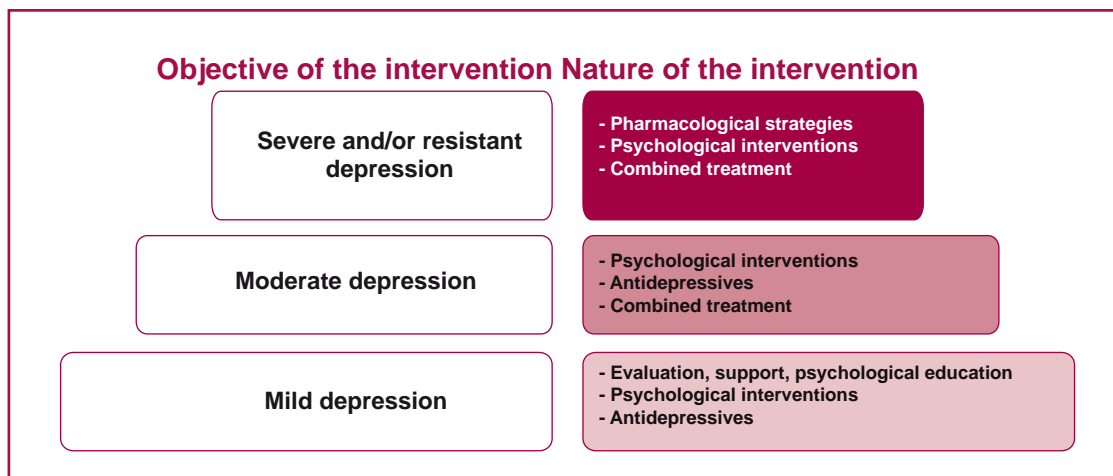 Objective of the intervention Nature of the intervention
Severe and/or resistant
depression
- Pharmacological strategies
- Psychological interventions
- Combined treatment
Moderate depression
- Psychological interventions
- Antidepressives
- Combined treatment
Mild depression
- Evaluation, support, psychological education
- Psychological interventions
- Antidepressives